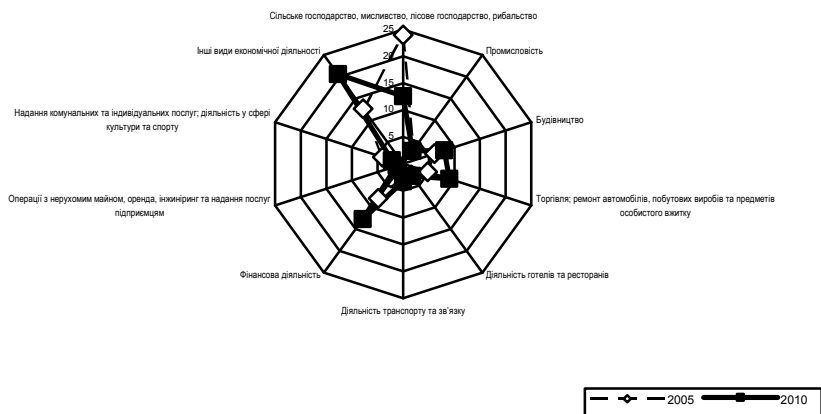 Сільське господарство, мисливство, лісове господарство, рибальство
25
Інші види економічної діяльності
20
Промисловість
15
Надання комунальних та індивідуальних послуг; діяльність у сфері
культури та спорту
10
Будівництво
5
Операції з нерухомим майном, оренда, інжиніринг та надання послуг
підприємцям
Торгівля; ремонт автомобілів, побутових виробів та предметів
особистого вжитку
Фінансова діяльність
Діяльність готелів та ресторанів
Діяльність транспорту та зв'язку
2005 2010